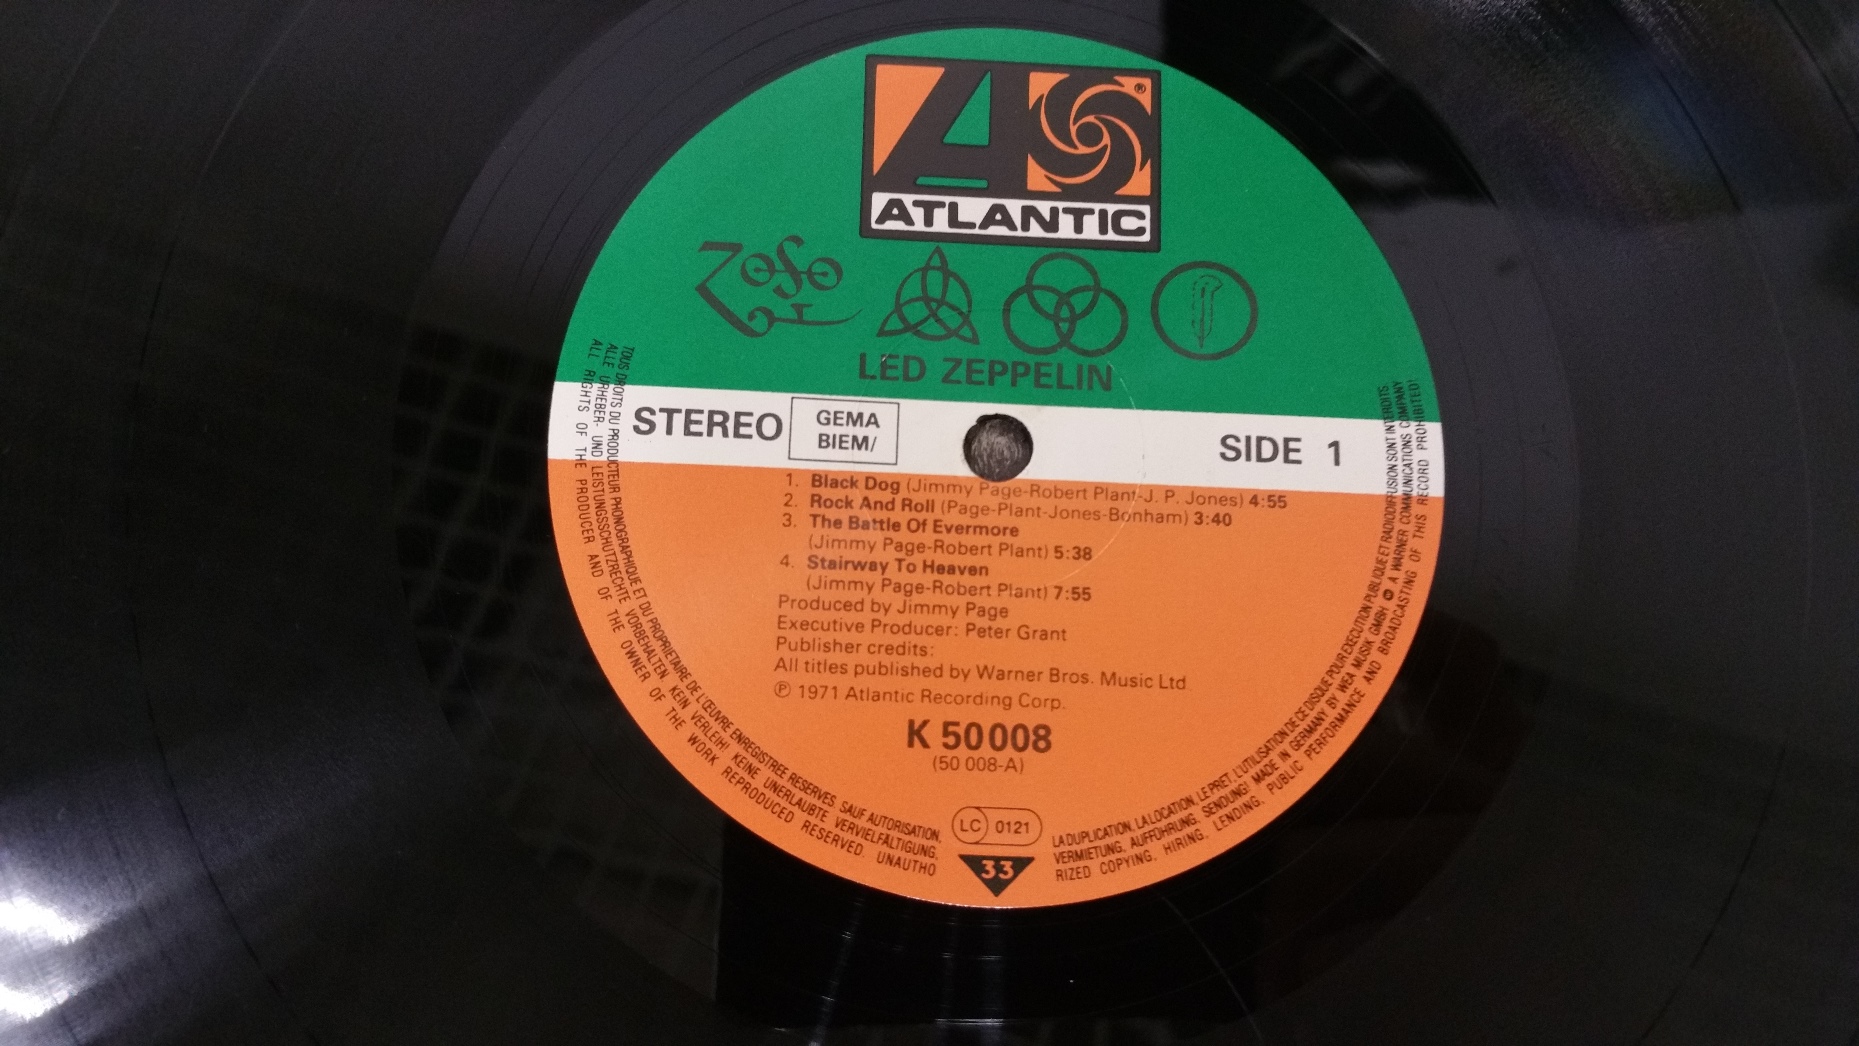 ATLANTIC
®
LED ZEPPELIN
STEREO
GEMA
BIEM/
SIDE 1
1. Black Dog (Jimmy Page-Robert Plant-J. P. Jones) 4:55
2. Rock And Roll (Page-Plant-Jones-Bonham) 3:40
3. The Battle Of Evermore
(Jimmy Page-Robert Plant) 5:38
4. Stairway To Heaven
(Jimmy Page-Robert Plant) 7:55
Produced by Jimmy Page
Executive Producer: Peter Grant
Publisher credits:
All titles published by Warner Bros. Music Ltd
℗ 1971 Atlantic Recording Corp.
K 50 008
(50 008-A)
LC 0121
33
TOUS DROITS DU PRODUCTEUR PHONOGRAPHIQUE ET DU PROPRIETAIRE DE L'ŒUVRE ENREGISTREE RESERVES. SAUF AUTORISATION,
LA DUPLICATION, LA LOCATION, LE PRET, L'UTILISATION DE CE DISQUE POUR EXECUTION PUBLIQUE ET RADIODIFFUSION SONT INTERDITS.
ALLE URHEBER- UND LEISTUNGSSCHUTZRECHTE VORBEHALTEN. KEIN VERLEIH! KEINE UNERLAUBTE VERVIELFÄLTIGUNG,
VERMIETUNG, AUFFÜHRUNG, SENDUNG! MADE IN GERMANY BY WEA MUSIK GMBH A WARNER COMMUNICATIONS COMPANY
ALL RIGHTS OF THE PRODUCER AND OF THE OWNER OF THE WORK REPRODUCED RESERVED. UNAUTHO
RIZED COPYING, HIRING, LENDING, PUBLIC PERFORMANCE AND BROADCASTING OF THIS RECORD PROHIBITED!